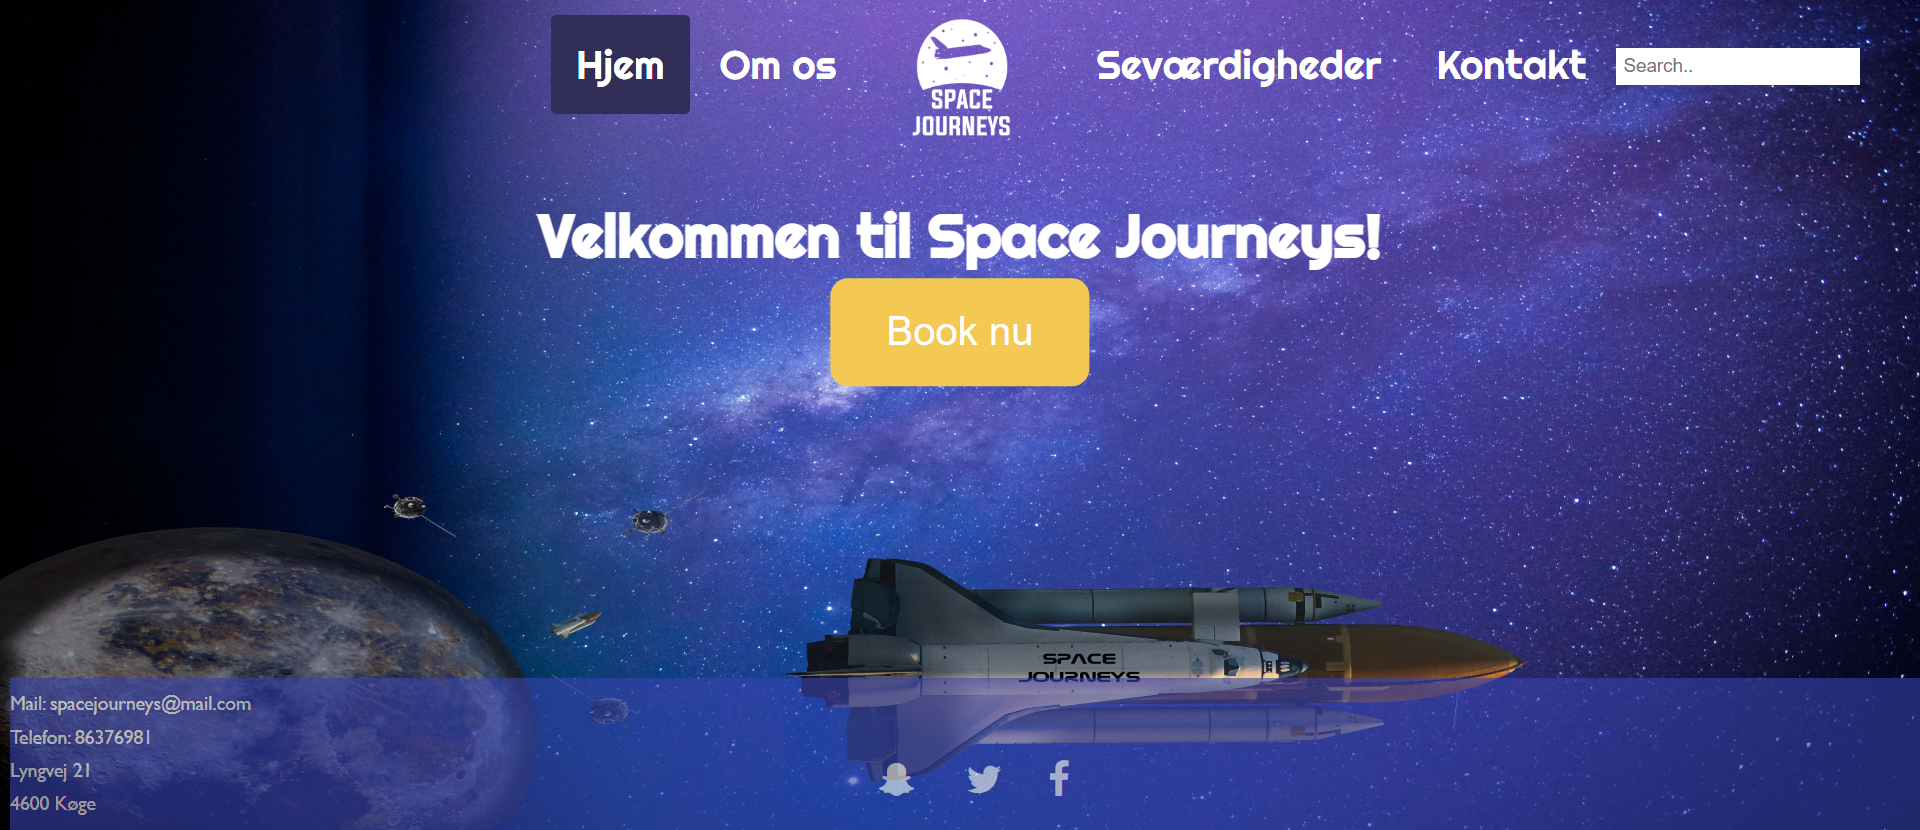 Hjem
Om os
SPACE
JOURNEYS
Seværdigheder
Kontakt
Search..
Velkommen til Space Journeys!
Book nu
SPACE
JOURNEYS
Mail: spacejourneys@mail.com
Telefon: 86376981
Lyngvej 21
4600 Køge